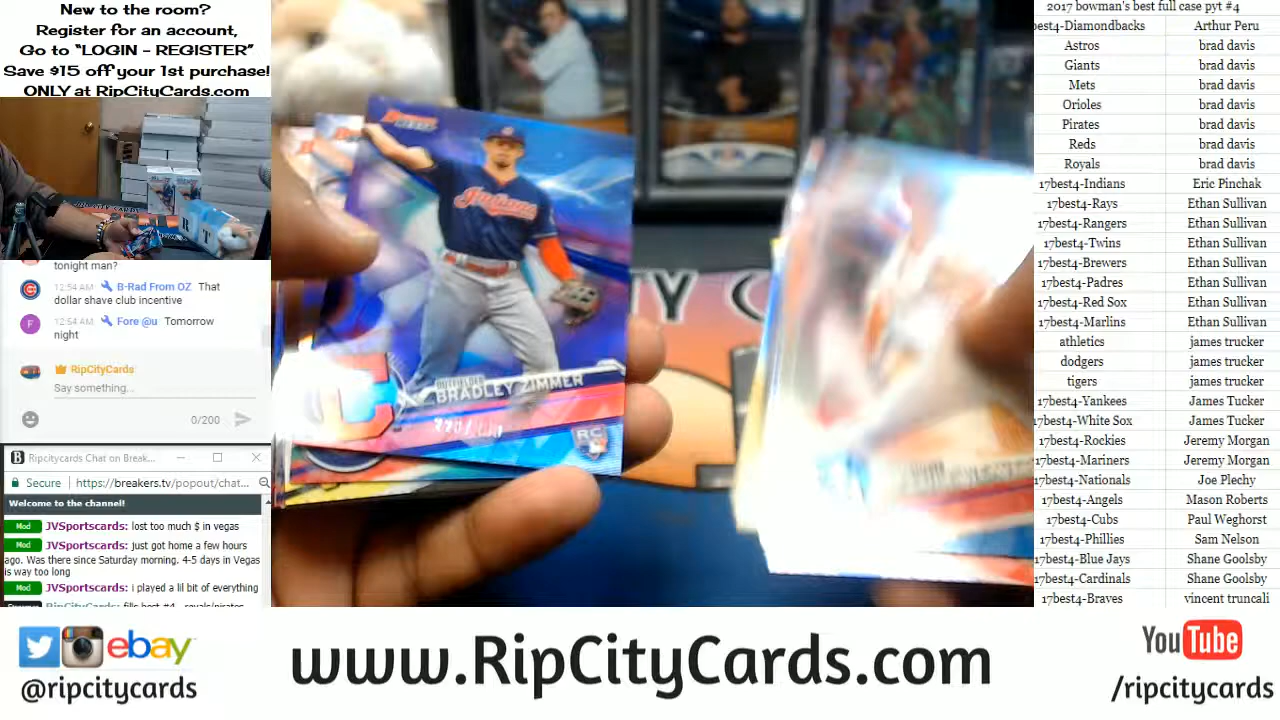 New to the room?
Register for an account,
Go to “LOGIN - REGISTER”
Save $15 off your 1st purchase!
ONLY at RipCityCards.com
tonight man?
12:54 AM B-Rad From OZ That
dollar shave club incentive
12:54 AM Fore @u Tomorrow
night
RipCityCards
Say something...
0/200
Ripcitycards Chat on Break...
Secure https://breakers.tv/popout/chat...
Welcome to the channel!
Mod JVSportscards: lost too much $ in vegas
Mod JVSportscards: just got home a few hours
ago. Was there since Saturday morning. 4-5 days in Vegas
is way too long
Mod JVSportscards: i played a lil bit of everything
Indians
OUTFIELDER
BRADLEY ZIMMER
RC
2017 bowman's best full case pyt #4
best4-Diamondbacks Arthur Peru
Astros brad davis
Giants brad davis
Mets brad davis
Orioles brad davis
Pirates brad davis
Reds brad davis
Royals brad davis
17best4-Indians Eric Pinchak
17best4-Rays Ethan Sullivan
17best4-Rangers Ethan Sullivan
17best4-Twins Ethan Sullivan
17best4-Brewers Ethan Sullivan
17best4-Padres Ethan Sullivan
17best4-Red Sox Ethan Sullivan
17best4-Marlins Ethan Sullivan
athletics james trucker
dodgers james trucker
tigers james trucker
17best4-Yankees James Tucker
17best4-White Sox James Tucker
17best4-Rockies Jeremy Morgan
17best4-Mariners Jeremy Morgan
17best4-Nationals Joe Plechy
17best4-Angels Mason Roberts
17best4-Cubs Paul Weghorst
17best4-Phillies Sam Nelson
17best4-Blue Jays Shane Goolsby
17best4-Cardinals Shane Goolsby
17best4-Braves vincent truncali
ebay
@ripcitycards
www.RipCityCards.com
YouTube
/ripcitycards